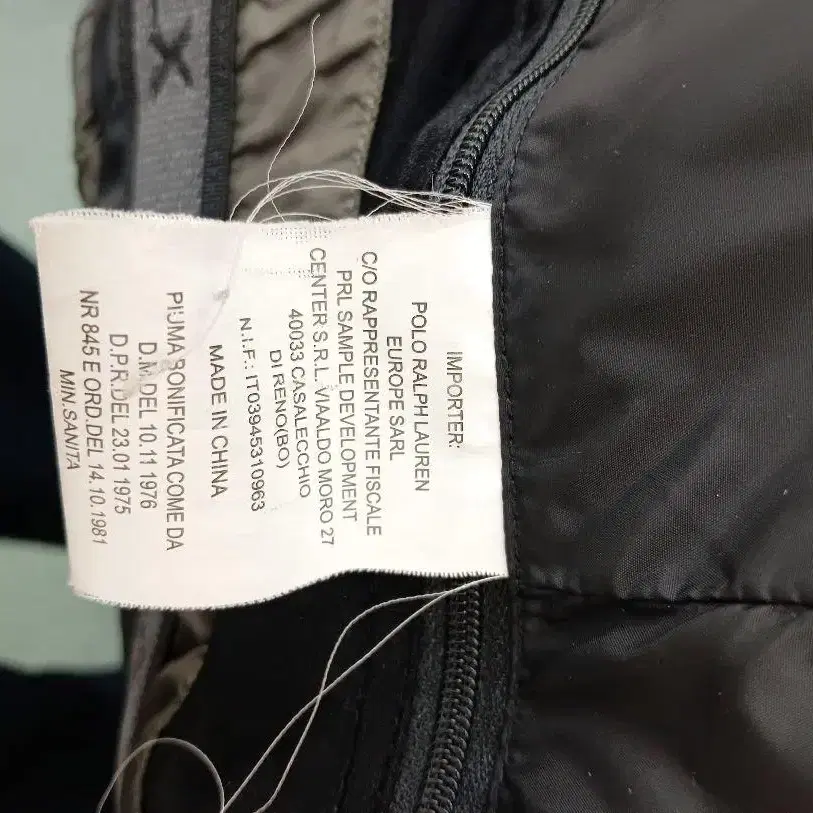 IMPORTER:
POLO RALPH LAUREN
EUROPE SARL
C/O RAPPRESENTANTE FISCALE
PRL SAMPLE DEVELOPMENT
CENTER S.R.L. VIAALDO MORO 27
40033 CASALECCHIO
DI RENO(BO)
N.I.F.: IT03945310963
MADE IN CHINA
PIUMA BONIFICATA COME DA
D.M.DEL 10.11 1976
D.P.R.DEL 23.01 1975
NR 845 E ORD.DEL 14.10.1981
MIN.SANITA
X